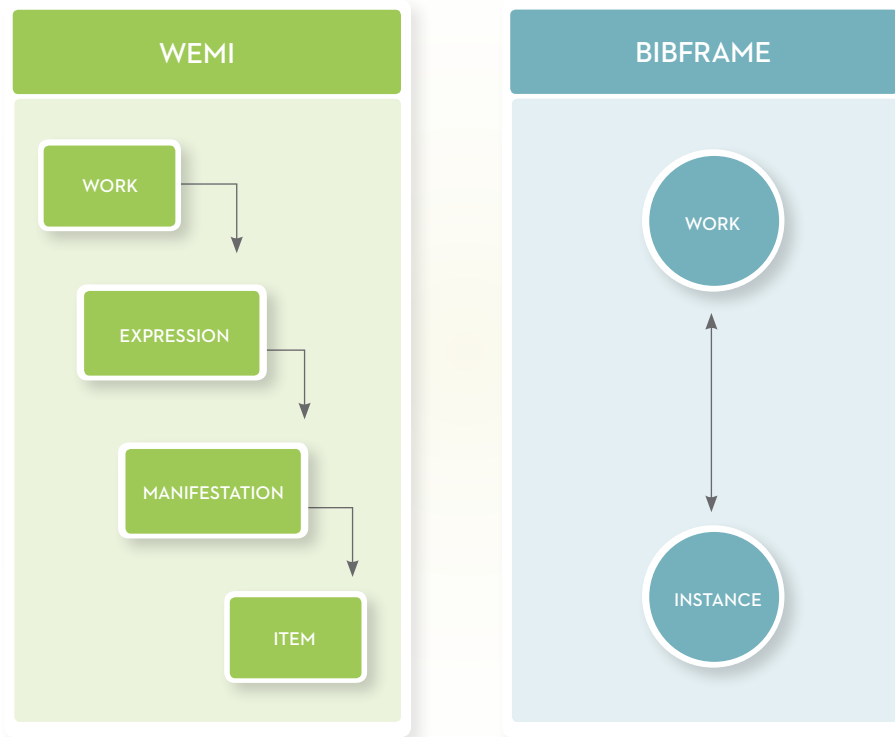 WEMI
WORK
EXPRESSION
MANIFESTATION
ITEM
BIBFRAME
WORK
INSTANCE